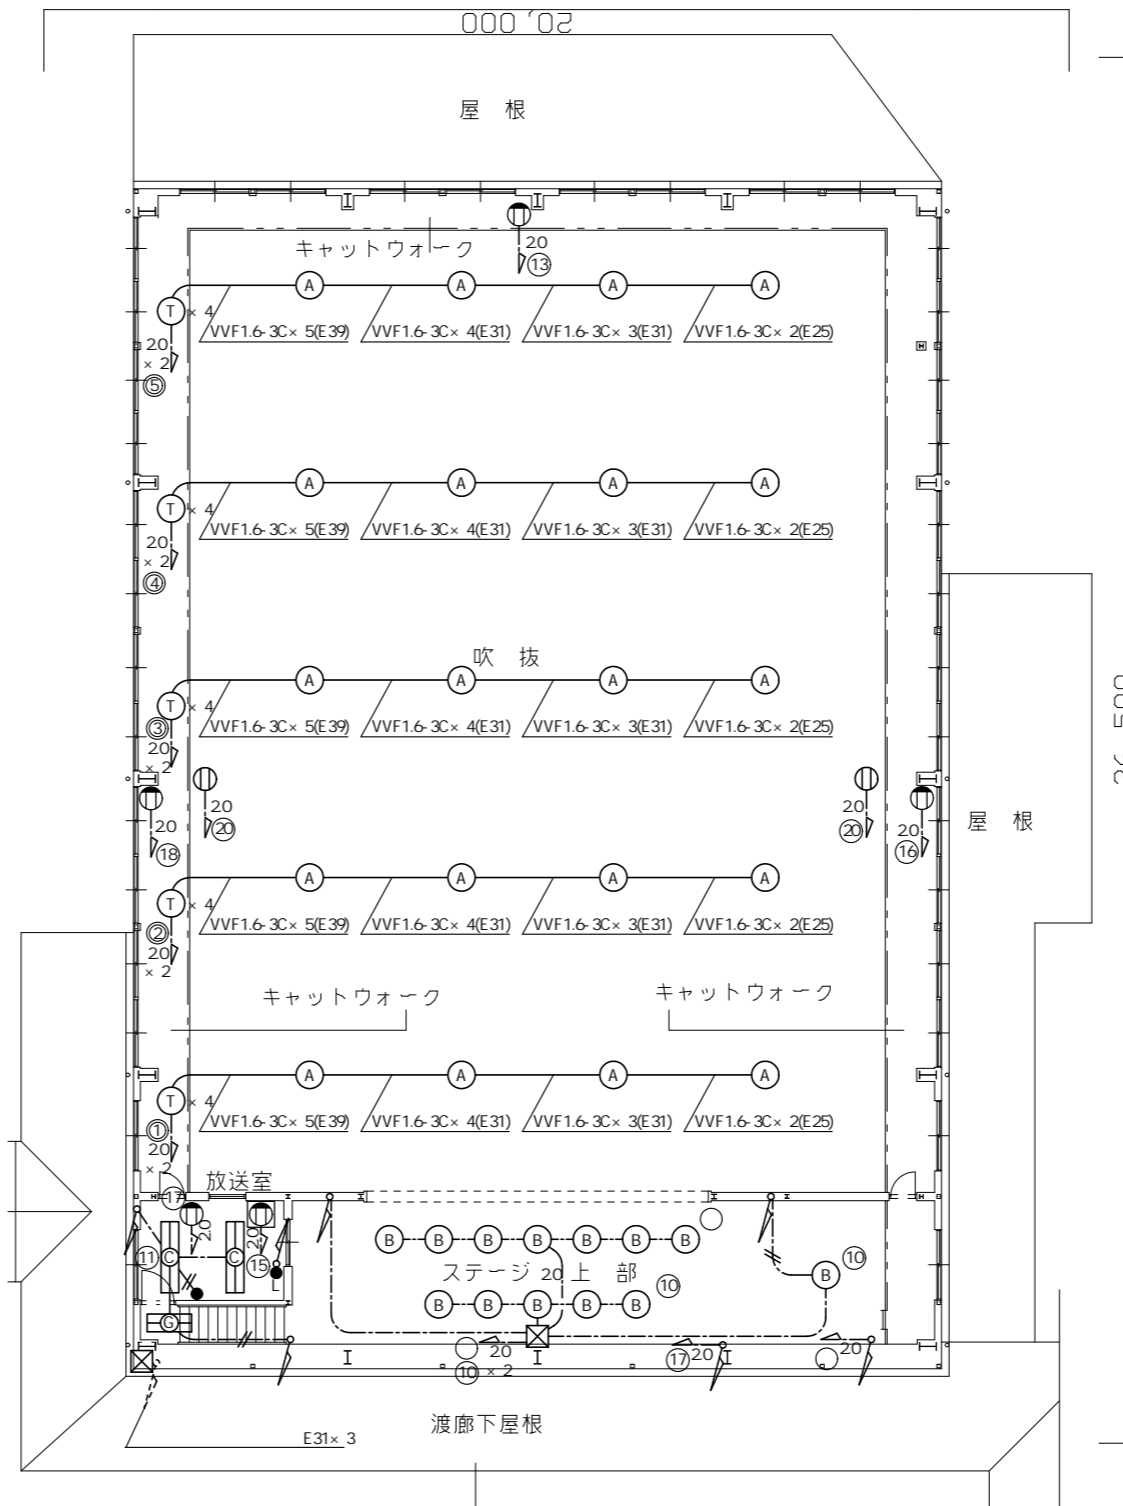 20,000
屋 根
キャットウォーク
20
13
A A A A
T × 4
VVF1.6-3C× 5(E39) VVF1.6-3C× 4(E31) VVF1.6-3C× 3(E31) VVF1.6-3C× 2(E25)
20
× 2
5
A A A A
T × 4
VVF1.6-3C× 5(E39) VVF1.6-3C× 4(E31) VVF1.6-3C× 3(E31) VVF1.6-3C× 2(E25)
20
× 2
4
吹 抜
A A A A
T × 4
VVF1.6-3C× 5(E39) VVF1.6-3C× 4(E31) VVF1.6-3C× 3(E31) VVF1.6-3C× 2(E25)
3
20
× 2
20 20 20 20
18 20 20 16
屋 根
A A A A
T × 4
VVF1.6-3C× 5(E39) VVF1.6-3C× 4(E31) VVF1.6-3C× 3(E31) VVF1.6-3C× 2(E25)
2
20
× 2
キャットウォーク キャットウォーク
A A A A
T × 4
VVF1.6-3C× 5(E39) VVF1.6-3C× 4(E31) VVF1.6-3C× 3(E31) VVF1.6-3C× 2(E25)
1
20
× 2
放送室
17
20 20
11 C C 15
L
B B B B B B B
ステージ 20 上 部
10
B
10
B B B B B
G
20
10 × 2
17 20
20
渡廊下屋根
E31× 3